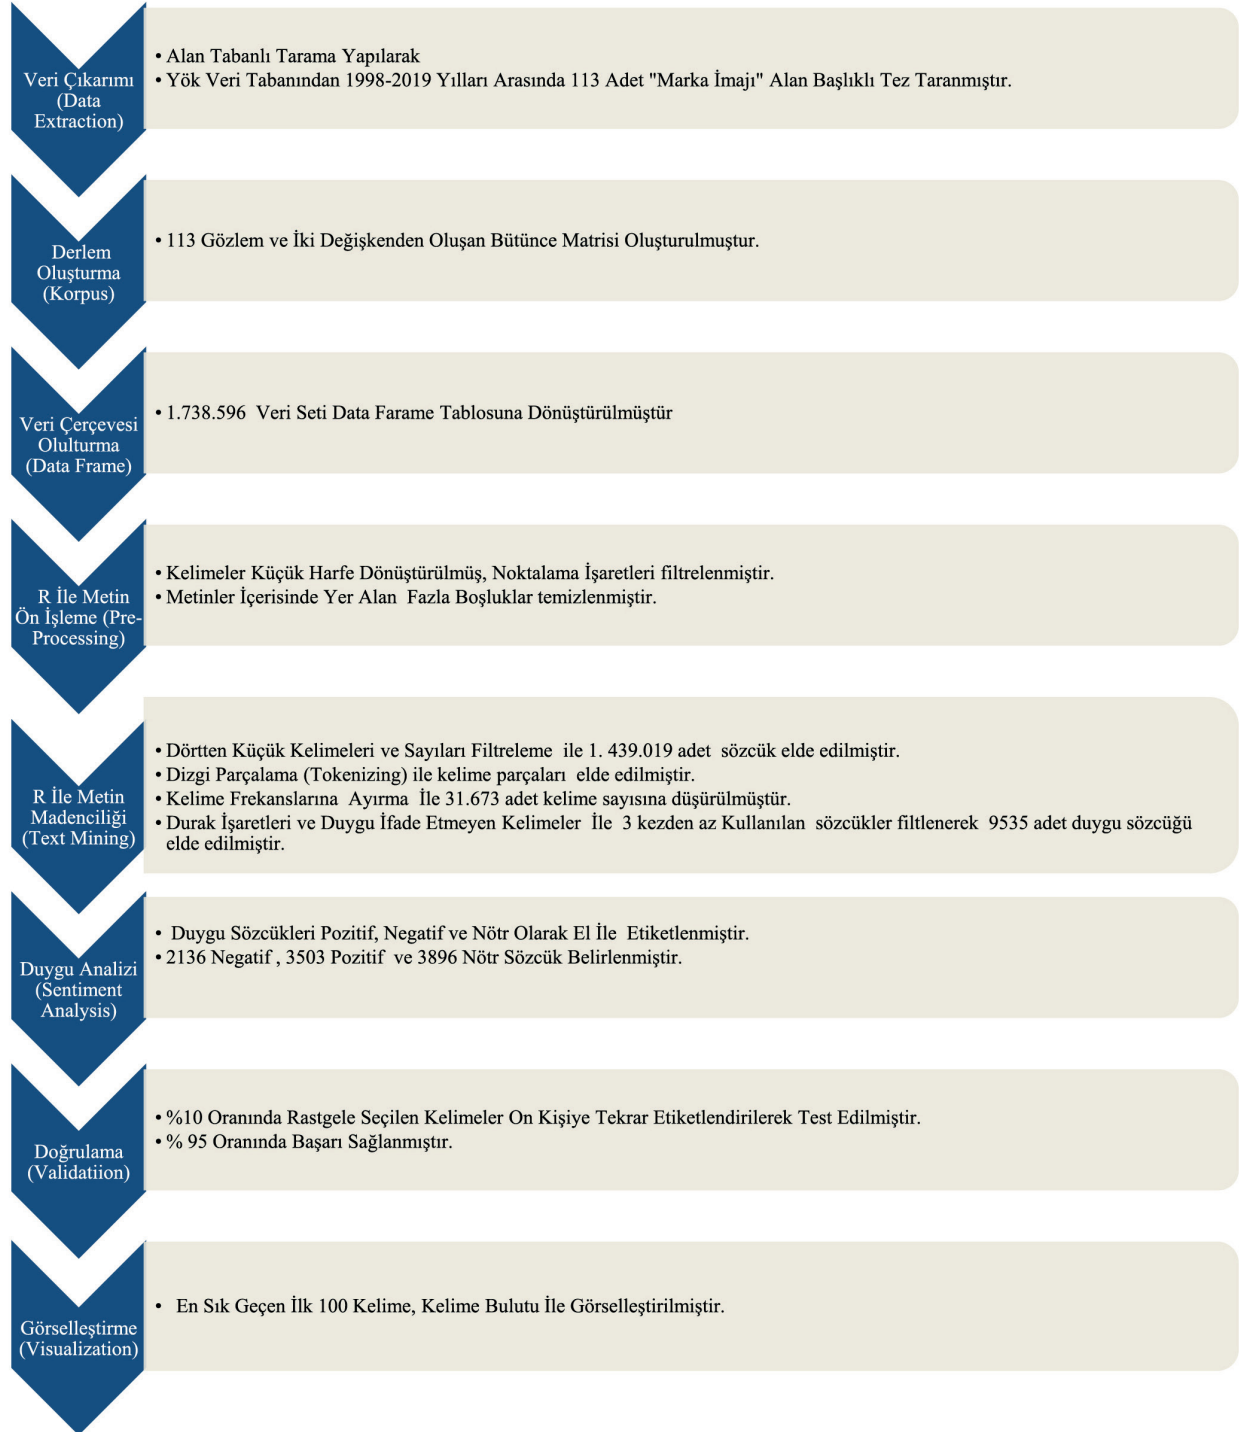 Veri Çıkarımı
(Data
Extraction)
• Alan Tabanlı Tarama Yapılarak
• Yök Veri Tabanından 1998-2019 Yılları Arasında 113 Adet "Marka İmajı" Alan Başlıklı Tez Taranmıştır.
Derlem
Oluşturma
(Korpus)
• 113 Gözlem ve İki Değişkenden Oluşan Bütünce Matrisi Oluşturulmuştur.
Veri Çerçevesi
Olulturma
(Data Frame)
• 1.738.596 Veri Seti Data Farame Tablosuna Dönüştürülmüştür
R İle Metin
Ön İşleme (Pre-
Processing)
• Kelimeler Küçük Harfe Dönüştürülmüş, Noktalama İşaretleri filtrelenmiştir.
• Metinler İçerisinde Yer Alan Fazla Boşluklar temizlenmiştir.
R İle Metin
Madenciliği
(Text Mining)
• Dörtten Küçük Kelimeleri ve Sayıları Filtreleme ile 1. 439.019 adet sözcük elde edilmiştir.
• Dizgi Parçalama (Tokenizing) ile kelime parçaları elde edilmiştir.
• Kelime Frekanslarına Ayırma İle 31.673 adet kelime sayısına düşürülmüştür.
• Durak İşaretleri ve Duygu İfade Etmeyen Kelimeler İle 3 kezden az Kullanılan sözcükler filtlenerek 9535 adet duygu sözcüğü
elde edilmiştir.
Duygu Analizi
(Sentiment
Analysis)
• Duygu Sözcükleri Pozitif, Negatif ve Nötr Olarak El İle Etiketlenmiştir.
• 2136 Negatif , 3503 Pozitif ve 3896 Nötr Sözcük Belirlenmiştir.
Doğrulama
(Validatiion)
• %10 Oranında Rastgele Seçilen Kelimeler On Kişiye Tekrar Etiketlendirilerek Test Edilmiştir.
• % 95 Oranında Başarı Sağlanmıştır.
Görselleştirme
(Visualization)
• En Sık Geçen İlk 100 Kelime, Kelime Bulutu İle Görselleştirilmiştir.